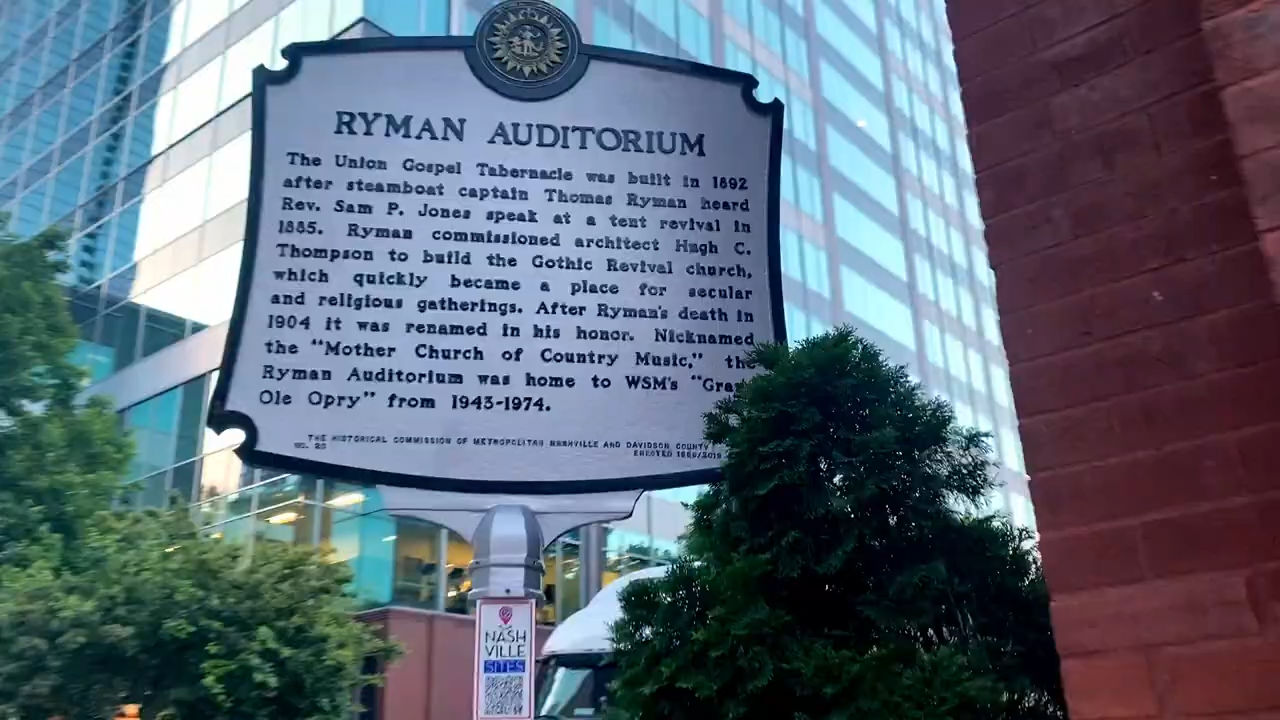 RYMAN AUDITORIUM
The Union Gospel Tabernacle was built in 1892
after steamboat captain Thomas Ryman heard
Rev. Sam P. Jones speak at a tent revival in
1885. Ryman commissioned architect Hugh C.
Thompson to build the Gothic Revival church,
which quickly became a place for secular
and religious gatherings. After Ryman's death in
1904 it was renamed in his honor. Nicknamed
the "Mother Church of Country Music," the
Ryman Auditorium was home to WSM's "Gra
Ole Opry" from 1943-1974.
THE HISTORICAL COMMISSION OF METROPOLITAN NASHVILLE AND DAVIDSON COUNTY
ERECTED
NASH
VILLE
SITES